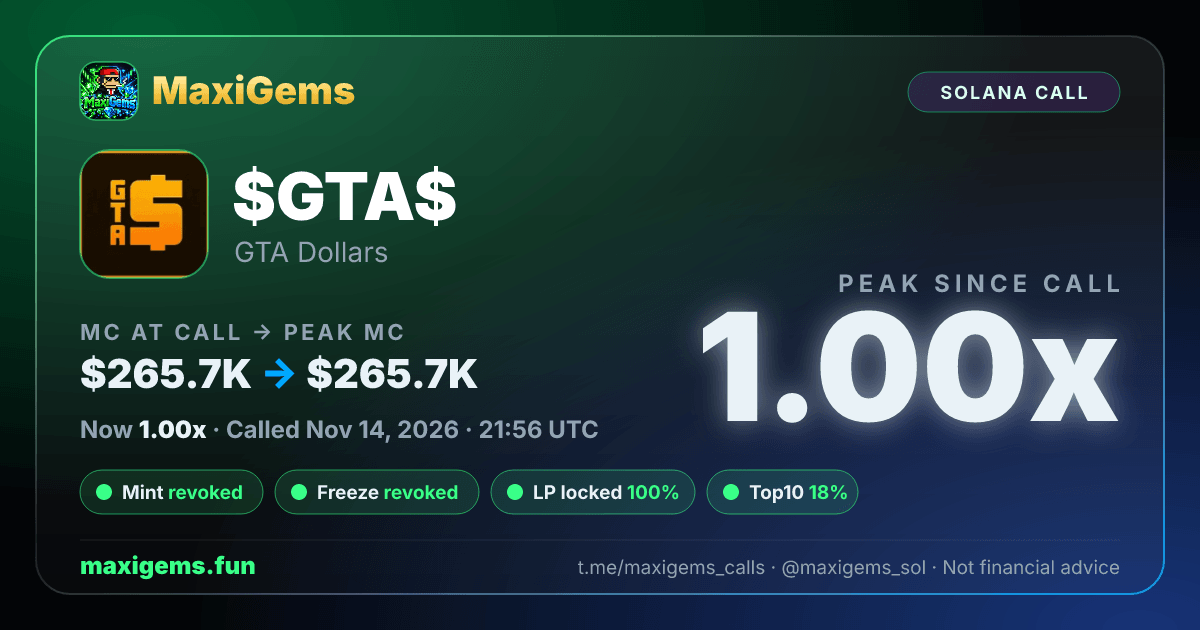 MaxiGems
MaxiGems
SOLANA CALL
GTA $
$GTA$
GTA Dollars
PEAK SINCE CALL
1.00x
MC AT CALL → PEAK MC
$265.7K → $265.7K
Now 1.00x · Called Nov 14, 2026 · 21:56 UTC
Mint revoked
Freeze revoked
LP locked 100%
Top10 18%
maxigems.fun
t.me/maxigems_calls · @maxigems_sol · Not financial advice